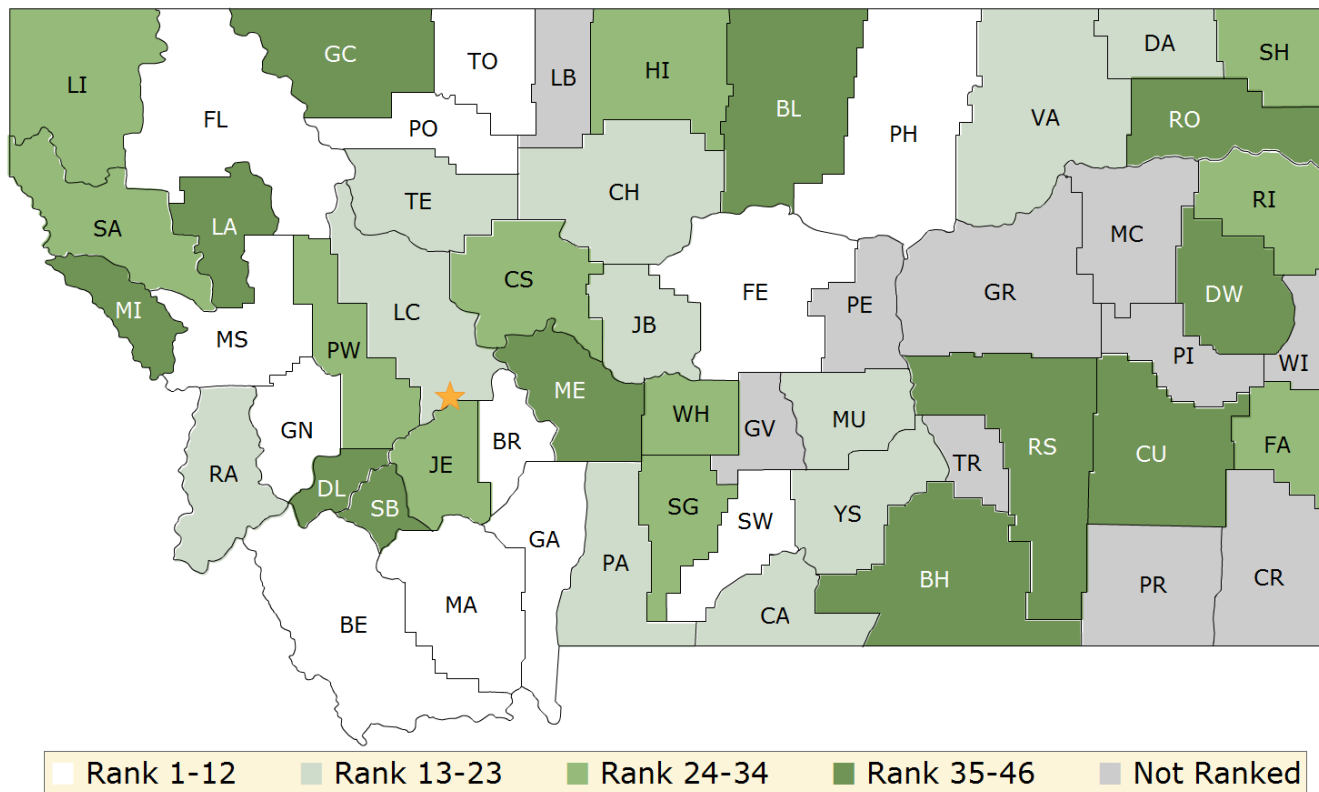 GC
TO
DA
LB
HI
SH
LI
BL
FL
VA
RO
PO
PH
TE
CH
RI
LA
SA
MC
CS
FE
GR
DW
MI
LC
PE
JB
MS
PW
PI
WI
ME
WH
MU
GV
GN
BR
RS
CU
FA
JE
TR
RA
DL
SB
SG
SW
YS
GA
PA
BH
PR
CR
MA
CA
BE
Rank 1-12 Rank 13-23 Rank 24-34 Rank 35-46 Not Ranked